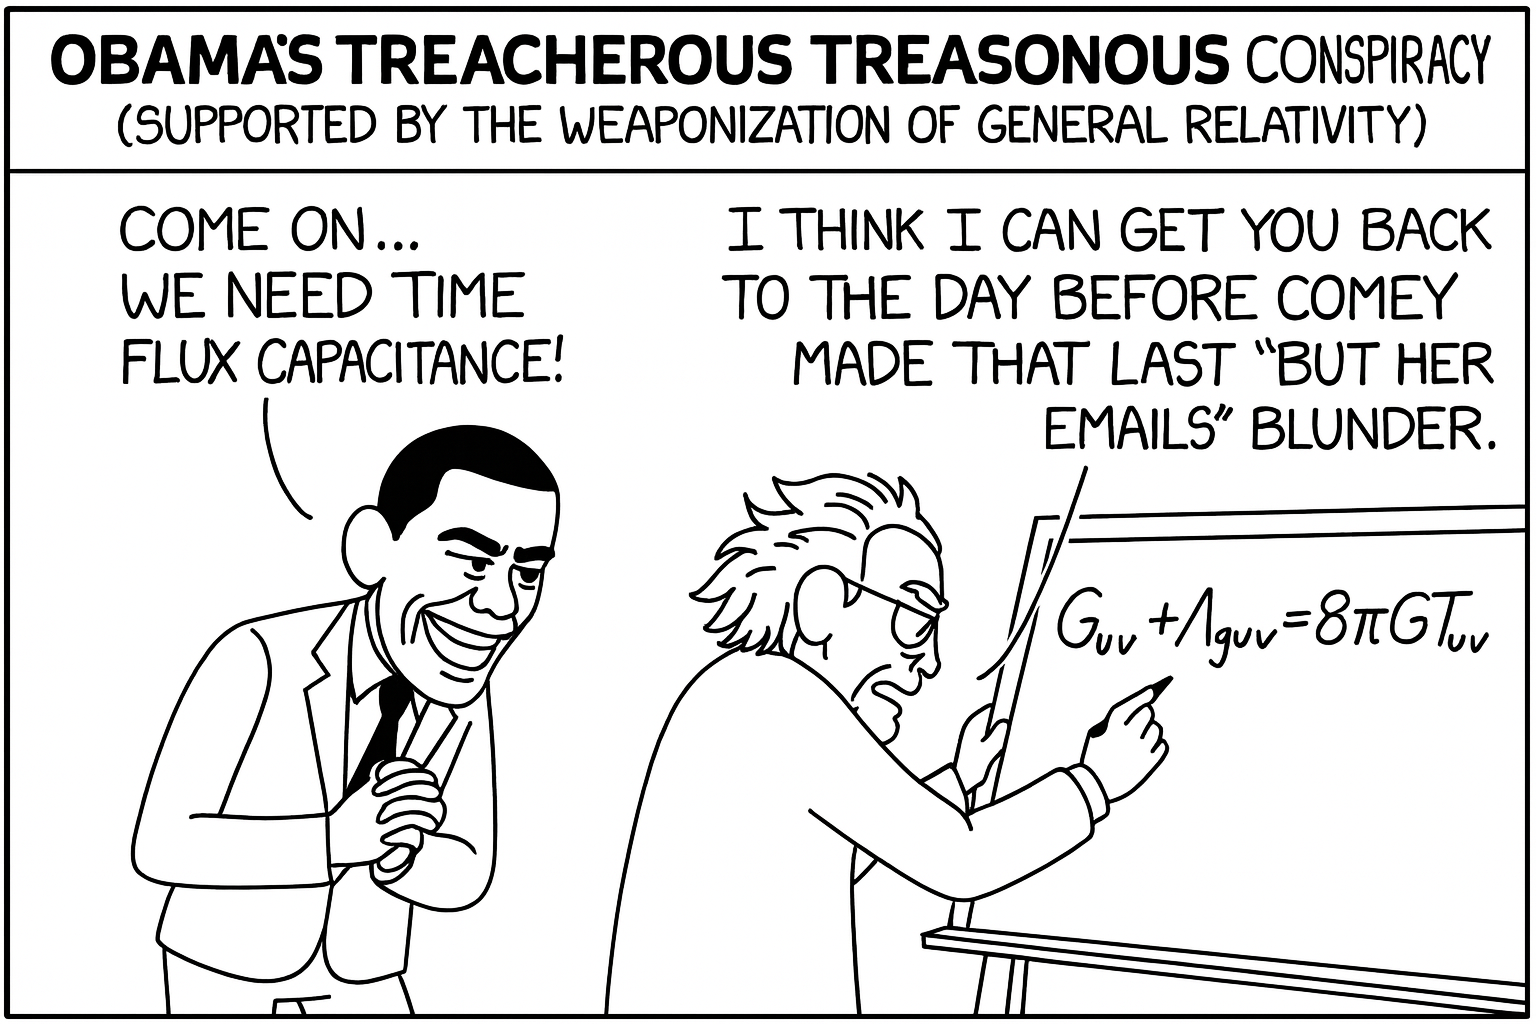 OBAMA'S TREACHEROUS TREASONOUS CONSPIRACY
(SUPPORTED BY THE WEAPONIZATION OF GENERAL RELATIVITY)
COME ON...
WE NEED TIME
FLUX CAPACITANCE!
I THINK I CAN GET YOU BACK
TO THE DAY BEFORE COMEY
MADE THAT LAST “BUT HER
EMAILS” BLUNDER.
Guv + Λguv = 8πGTuv